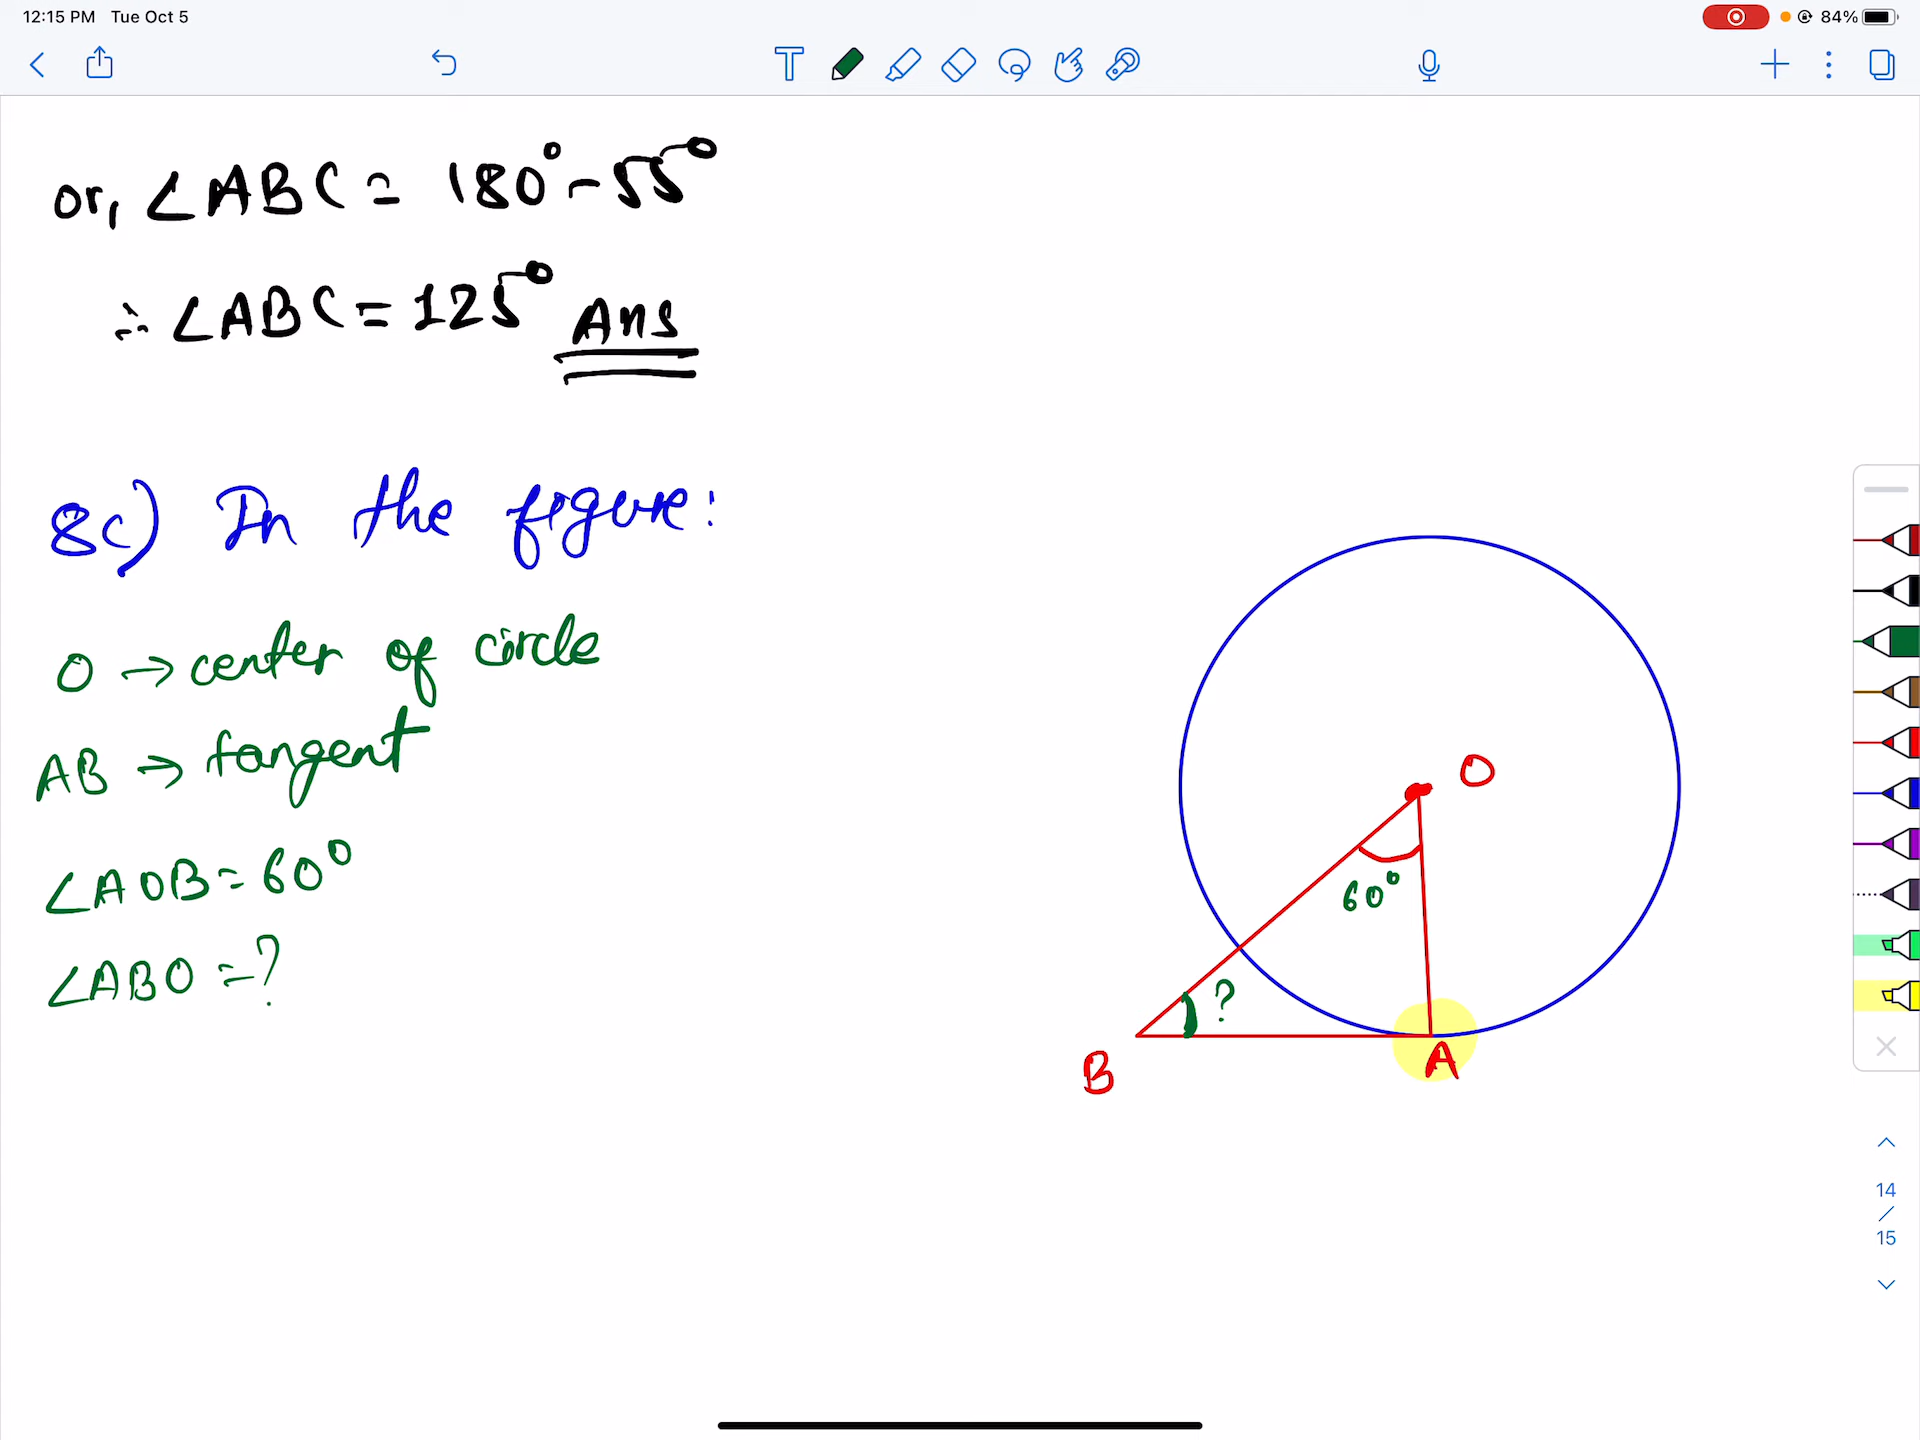 12:15 PM Tue Oct 5
84%
T
or, ∠ABC = 180° - 55°
∴ ∠ABC = 125° Ans
8c) In the figure:
O → center of circle
AB → tangent
∠AOB = 60°
∠ABO = ?
O
60°
?
B
A
14
/
15